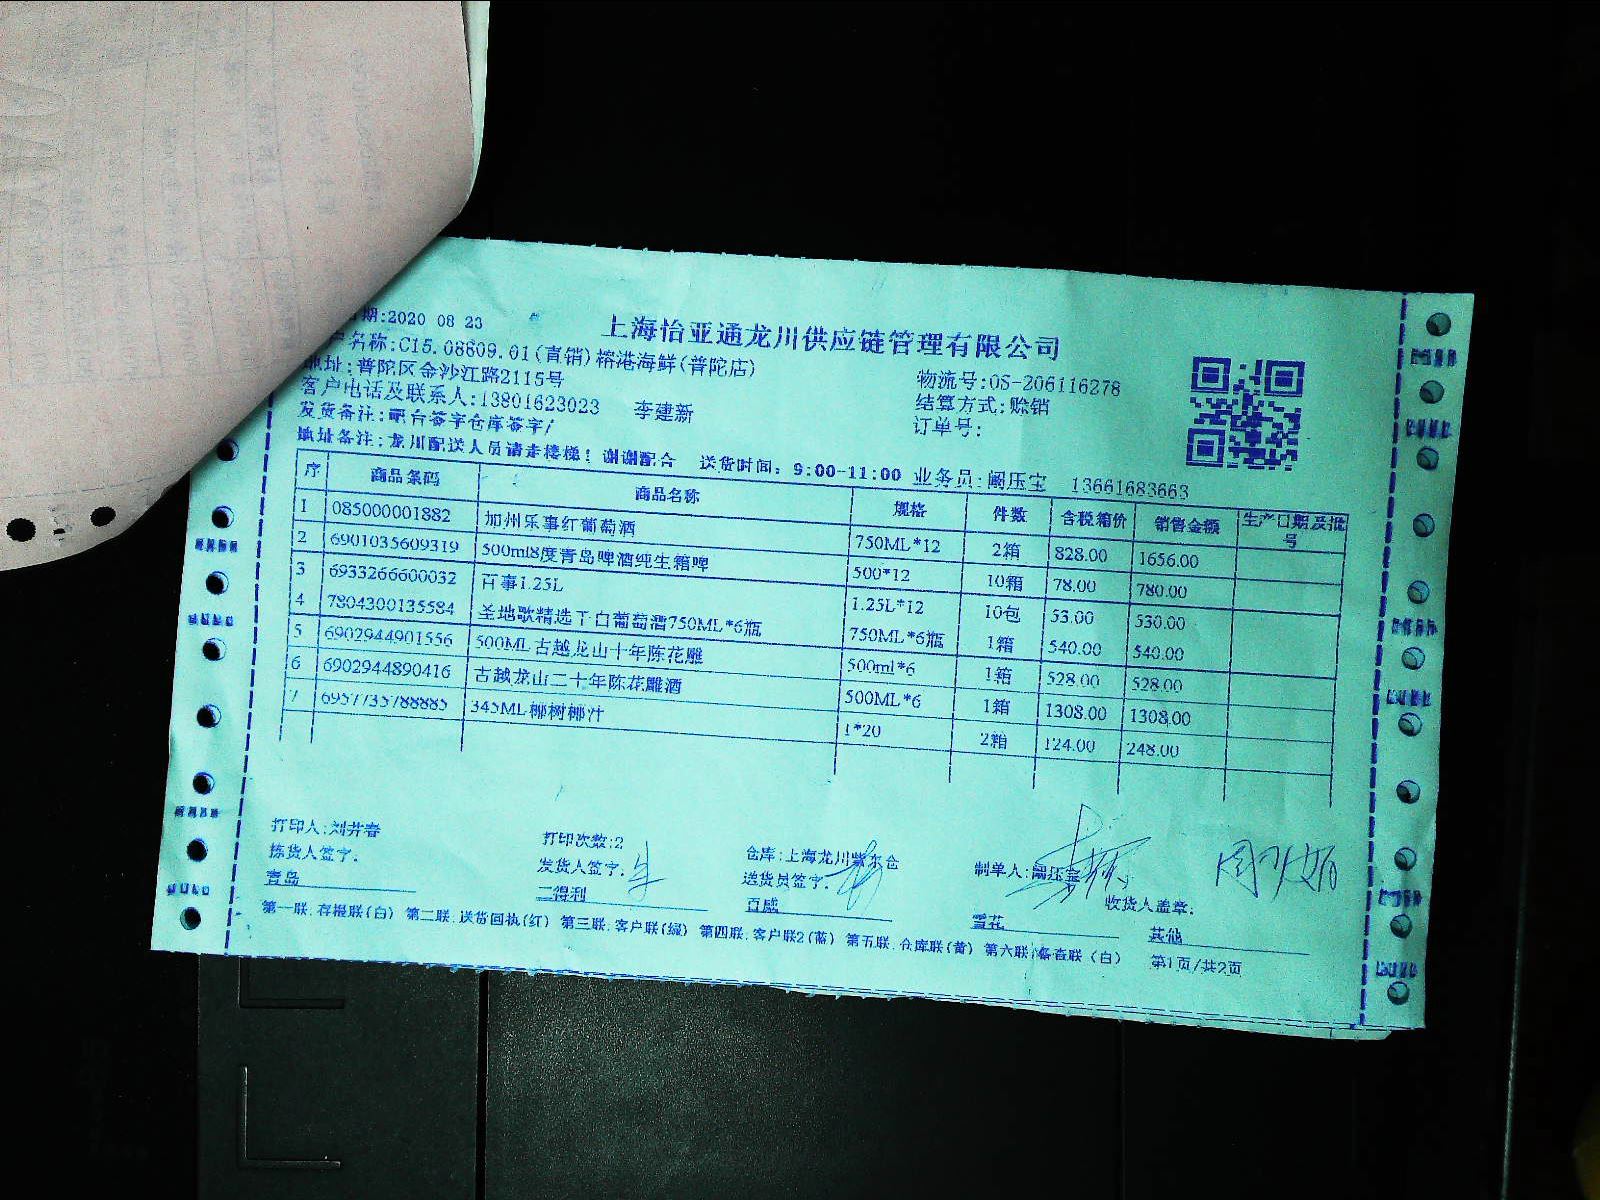 上海怡亚通龙川供应链管理有限公司
期:2020 08 23
名称:C15.08809.01(直销)榕港海鲜(普陀店)
地址:普陀区金沙江路2115号
客户电话及联系人:13801623023 李建新
发货备注:吧台签字仓库签字/
地址备注:龙川配送人员请走楼梯!谢谢配合 送货时间:9:00-11:00 业务员:阚压宝 13661683663
物流号:OS-206116278
结算方式:赊销
订单号:
序 商品条码 商品名称 规格 件数 含税箱价 销售金额 生产日期及批号
1 085000001882 加州乐事红葡萄酒 750ML*12 2箱 828.00 1656.00
2 6901035609319 500ml8度青岛啤酒纯生箱啤 500*12 10箱 78.00 780.00
3 6933266600032 百事1.25L 1.25L*12 10包 53.00 530.00
4 7804300135584 圣地歌精选干白葡萄酒750ML*6瓶 750ML*6瓶 1箱 540.00 540.00
5 6902944901556 500ML古越龙山十年陈花雕 500ml*6 1箱 528.00 528.00
6 6902944890416 古越龙山二十年陈花雕酒 500ML*6 1箱 1308.00 1308.00
7 6957735788885 345ML椰树椰汁 1*20 2箱 124.00 248.00
打印人:刘芬春 打印次数:2 仓库:上海龙川紫东仓 制单人:阚压宝
拣货人签字: 发货人签字: 送货员签字: 收货人盖章:
青岛 三得利 百威 雪花 其他
第一联:存根联(白) 第二联:送货回执(红) 第三联:客户联(绿) 第四联:客户联2(蓝) 第五联:仓库联(黄) 第六联:备查联(白) 第1页/共2页